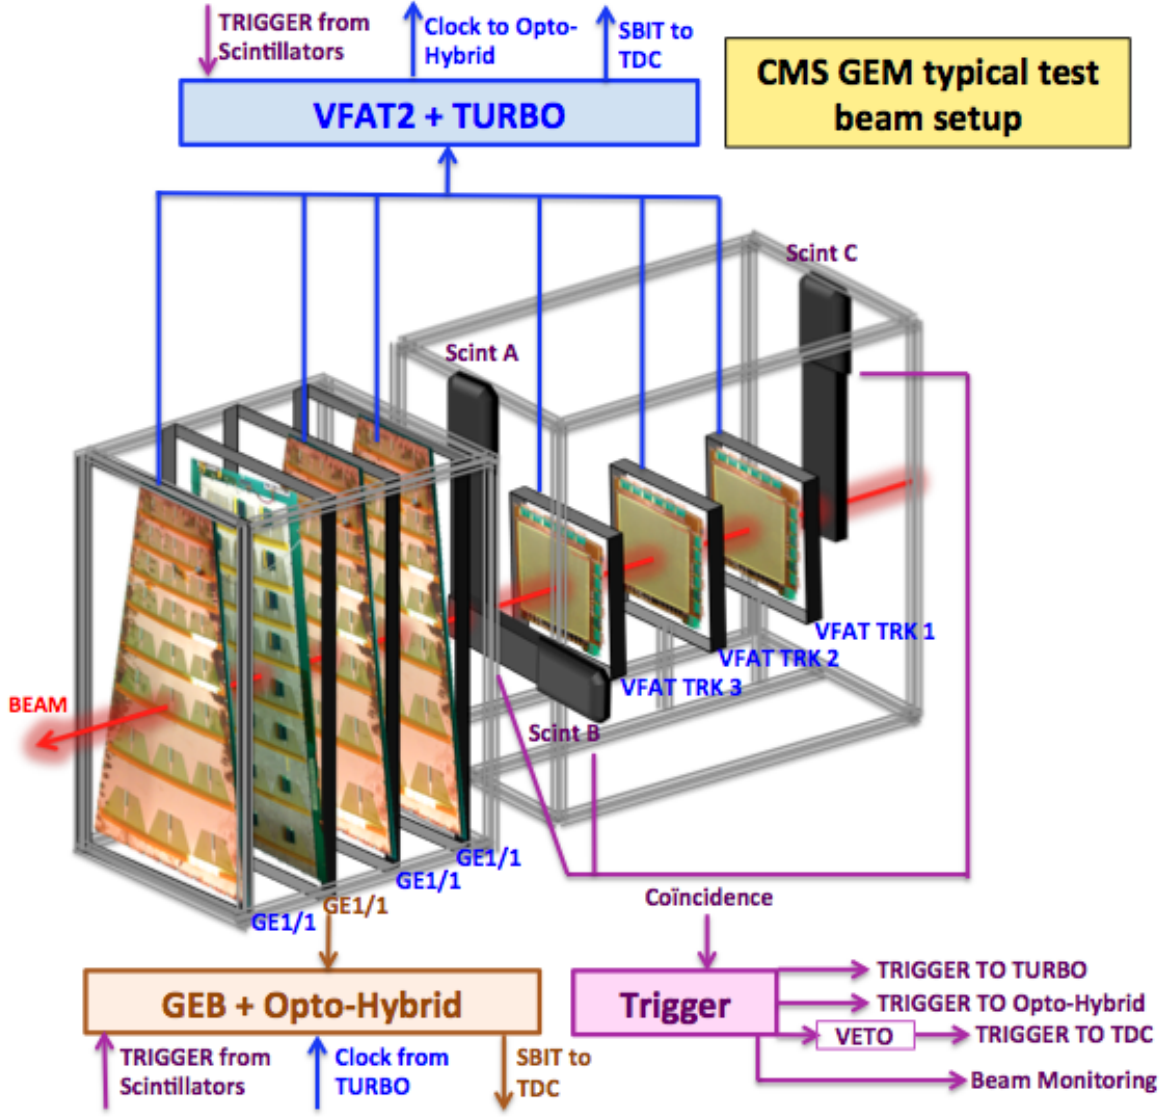 TRIGGER from
Scintillators
Clock to Opto-
Hybrid
SBIT to
TDC
CMS GEM typical test
beam setup
VFAT2 + TURBO
Scint C
Scint A
VFAT TRK 1
VFAT TRK 2
VFAT TRK 3
BEAM
Scint B
GE1/1
GE1/1
GE1/1
GE1/1
Coïncidence
GEB + Opto-Hybrid
Trigger
TRIGGER TO TURBO
TRIGGER TO Opto-Hybrid
VETO
TRIGGER TO TDC
Beam Monitoring
TRIGGER from
Scintillators
Clock from
TURBO
SBIT to
TDC